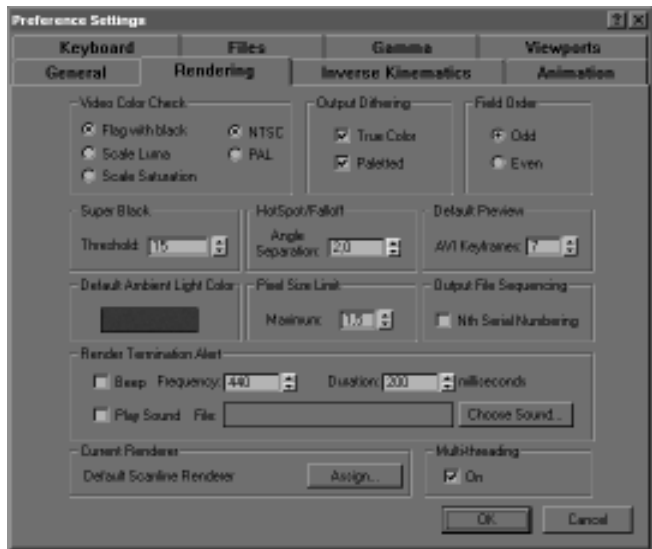 Preference Settings
Keyboard Files Gamma Viewports
General Rendering Inverse Kinematics Animation
Video Color Check
Flag with black
Scale Luma
Scale Saturation
NTSC
PAL
Output Dithering
True Color
Paletted
Field Order
Odd
Even
Super Black
Threshold: 15
HotSpot/Falloff
Angle
Separation: 2.0
Default Preview
AVI Keyframes: 7
Default Ambient Light Color
Pixel Size Limit
Maximum: 1.5
Output File Sequencing
Nth Serial Numbering
Render Termination Alert
Beep Frequency: 440 Duration: 200 milliseconds
Play Sound File: Choose Sound...
Current Renderer
Default Scanline Renderer Assign...
Multi-threading
On
OK Cancel